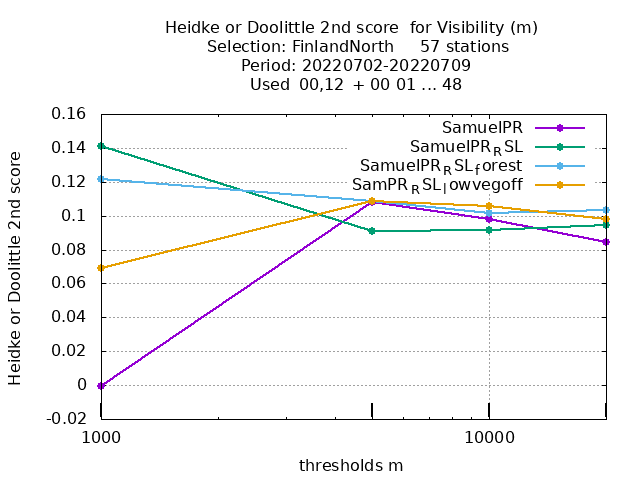 Heidke or Doolittle 2nd score  for Visibility (m)
Selection: FinlandNorth     57 stations
Period: 20220702-20220709
Used  00,12  + 00 01 ... 48
SamuelPR
SamuelPR_RSL
SamuelPR_RSL_forest
SamPR_RSL_lowvegoff
Heidke or Doolittle 2nd score
0.16
0.14
0.12
0.1
0.08
0.06
0.04
0.02
0
-0.02
1000
10000
thresholds m